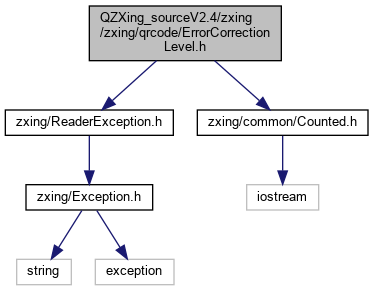 QZXing_sourceV2.4/zxing
/zxing/qrcode/ErrorCorrection
Level.h
zxing/ReaderException.h
zxing/common/Counted.h
zxing/Exception.h
iostream
string
exception